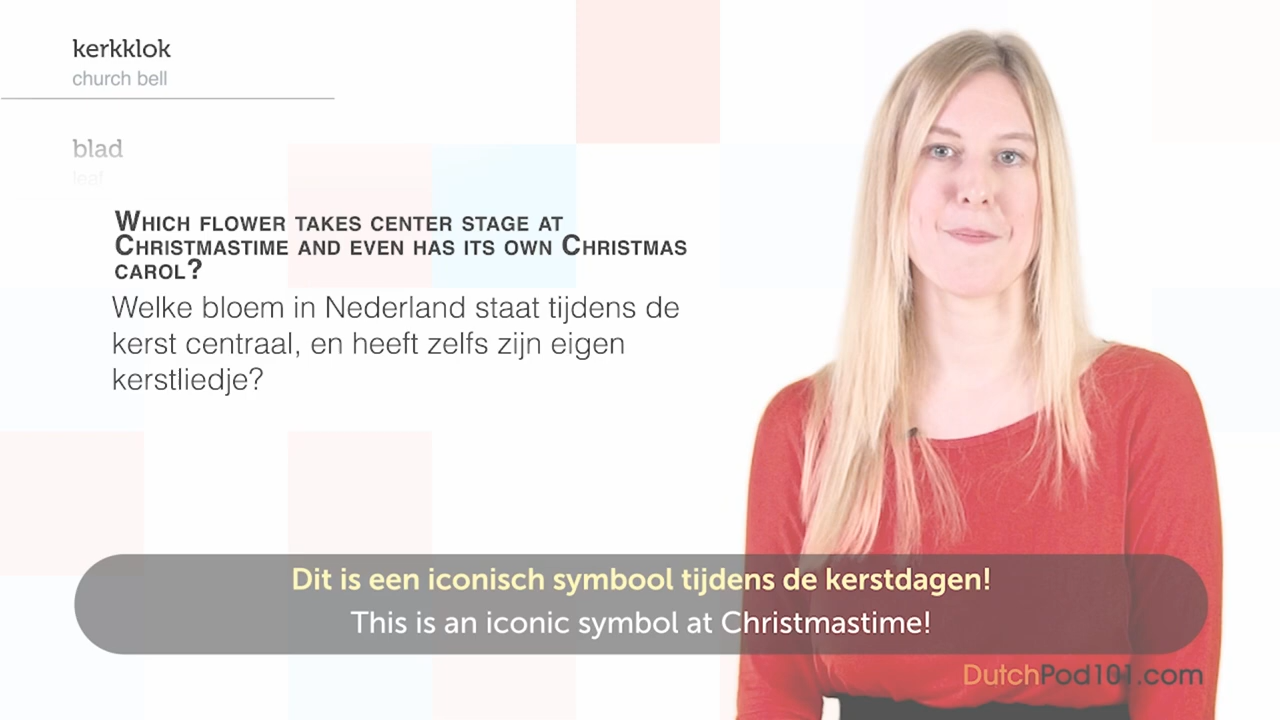 kerkklok
church bell
blad
leaf
Which flower takes center stage at
Christmastime and even has its own Christmas
carol?
Welke bloem in Nederland staat tijdens de
kerst centraal, en heeft zelfs zijn eigen
kerstliedje?
Dit is een iconisch symbool tijdens de kerstdagen!
This is an iconic symbol at Christmastime!
DutchPod101.com